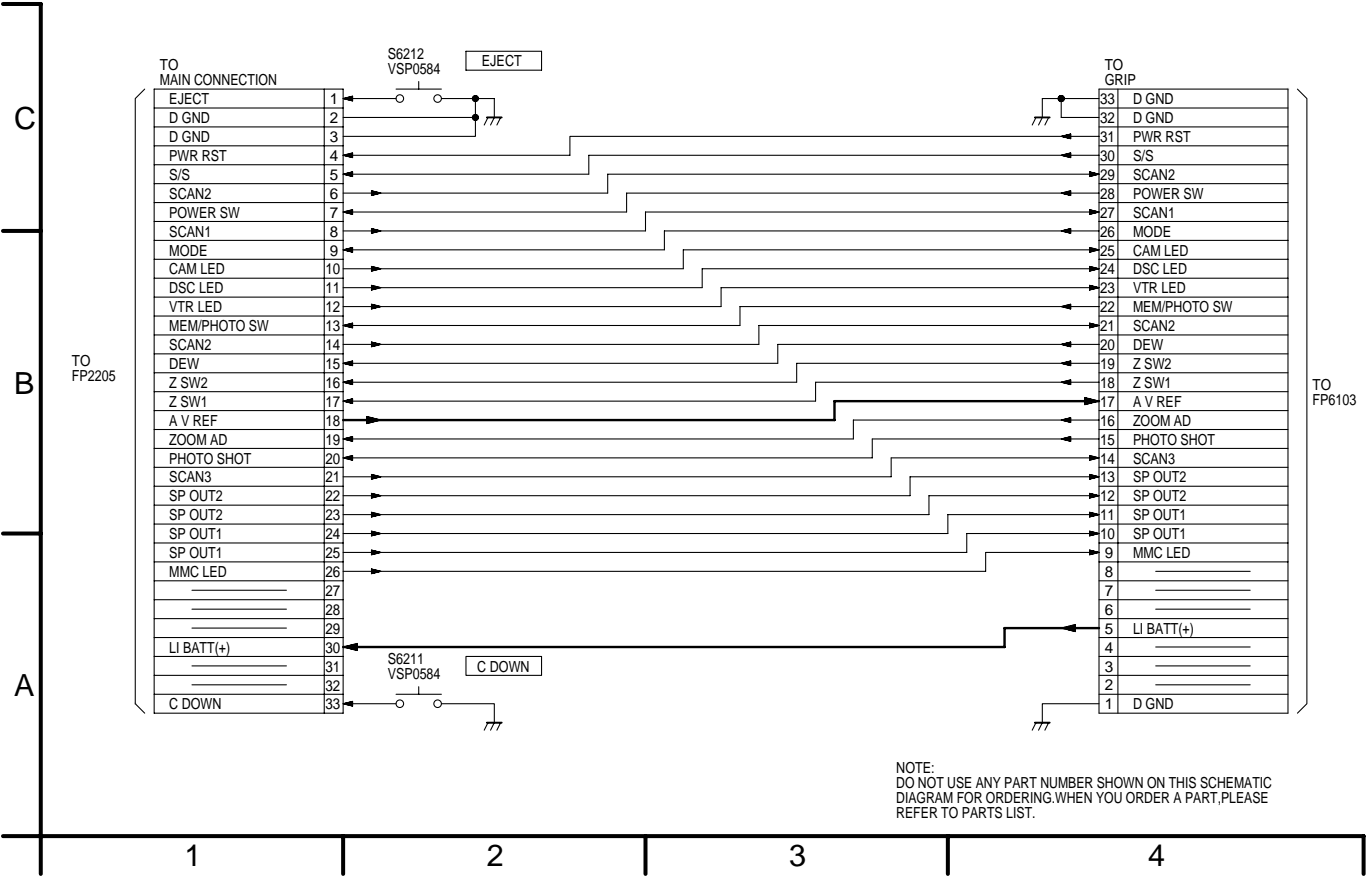 C
B
A
TO
MAIN CONNECTION
S6212
VSP0584
EJECT
TO
GRIP
EJECT 1
D GND 2
D GND 3
PWR RST 4
S/S 5
SCAN2 6
POWER SW 7
SCAN1 8
MODE 9
CAM LED 10
DSC LED 11
VTR LED 12
MEM/PHOTO SW 13
SCAN2 14
DEW 15
Z SW2 16
Z SW1 17
A V REF 18
ZOOM AD 19
PHOTO SHOT 20
SCAN3 21
SP OUT2 22
SP OUT2 23
SP OUT1 24
SP OUT1 25
MMC LED 26
27
28
29
LI BATT(+) 30
31
32
C DOWN 33
TO
FP2205
S6211
VSP0584
C DOWN
33 D GND
32 D GND
31 PWR RST
30 S/S
29 SCAN2
28 POWER SW
27 SCAN1
26 MODE
25 CAM LED
24 DSC LED
23 VTR LED
22 MEM/PHOTO SW
21 SCAN2
20 DEW
19 Z SW2
18 Z SW1
17 A V REF
16 ZOOM AD
15 PHOTO SHOT
14 SCAN3
13 SP OUT2
12 SP OUT2
11 SP OUT1
10 SP OUT1
9 MMC LED
8
7
6
5 LI BATT(+)
4
3
2
1 D GND
TO
FP6103
NOTE:
DO NOT USE ANY PART NUMBER SHOWN ON THIS SCHEMATIC
DIAGRAM FOR ORDERING.WHEN YOU ORDER A PART,PLEASE
REFER TO PARTS LIST.
1 2 3 4